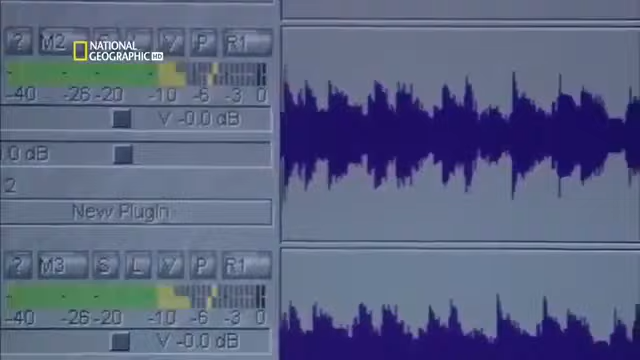 NATIONAL
GEOGRAPHIC HD
? M2 V P R1
-40 -26 -20 -10 -6 -3 0
V -0.0 dB
.0 dB
2
New Plugin
? M3 S L V P R1
-40 -26 -20 -10 -6 -3 0
V -0.0 dB